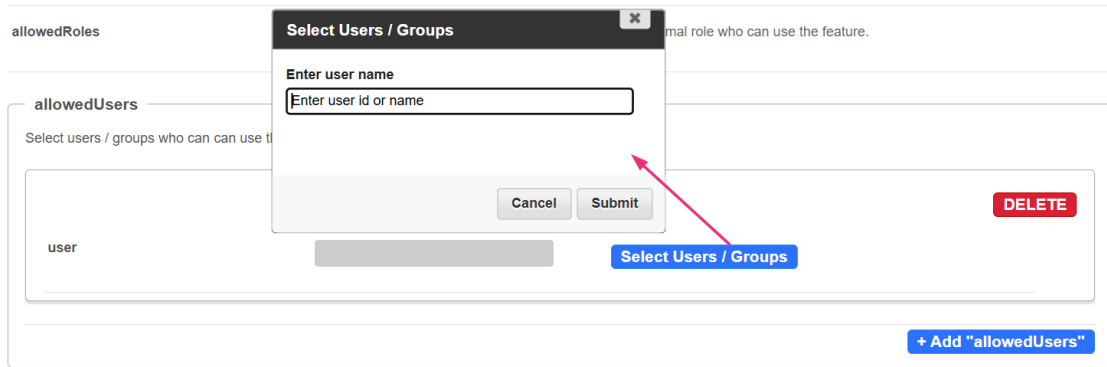 Select Users / Groups
allowedRoles
mal role who can use the feature.
Enter user name
Enter user id or name
allowedUsers
Select users / groups who can can use
Cancel
Submit
DELETE
user
Select Users / Groups
+ Add "allowedUsers"